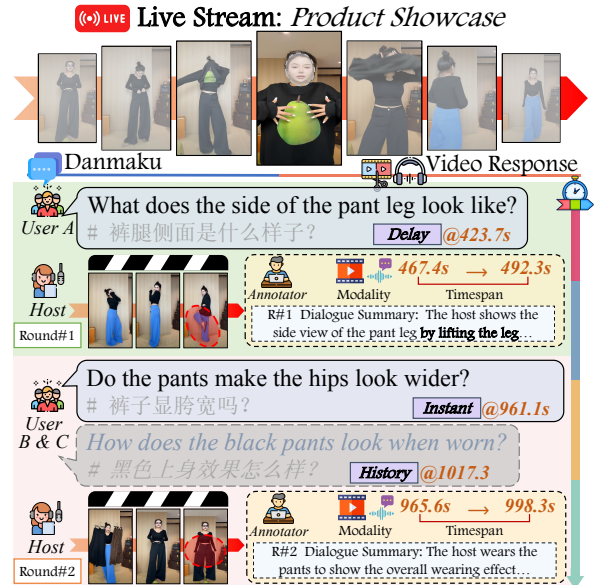 LIVE Live Stream: Product Showcase
Danmaku
Video Response
What does the side of the pant leg look like?
# 裤腿侧面是什么样子？
Delay @423.7s
User A
Host
Round#1
Annotator
Modality
467.4s → 492.3s
Timespan
R#1 Dialogue Summary: The host shows the
side view of the pant leg by lifting the leg...
Do the pants make the hips look wider?
# 裤子显胯宽吗？
Instant @961.1s
User
B & C
How does the black pants look when worn?
# 黑色上身效果怎么样？
History @1017.3
Host
Round#2
Annotator
Modality
965.6s → 998.3s
Timespan
R#2 Dialogue Summary: The host wears the
pants to show the overall wearing effect...